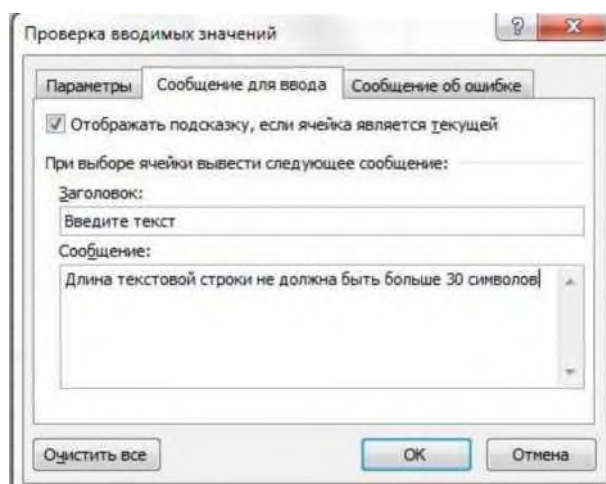 Проверка вводимых значений
Параметры Сообщение для ввода Сообщение об ошибке
Отображать подсказку, если ячейка является текущей
При выборе ячейки вывести следующее сообщение:
Заголовок:
Введите текст
Сообщение:
Длина текстовой строки не должна быть больше 30 символов
Очистить все ОК Отмена